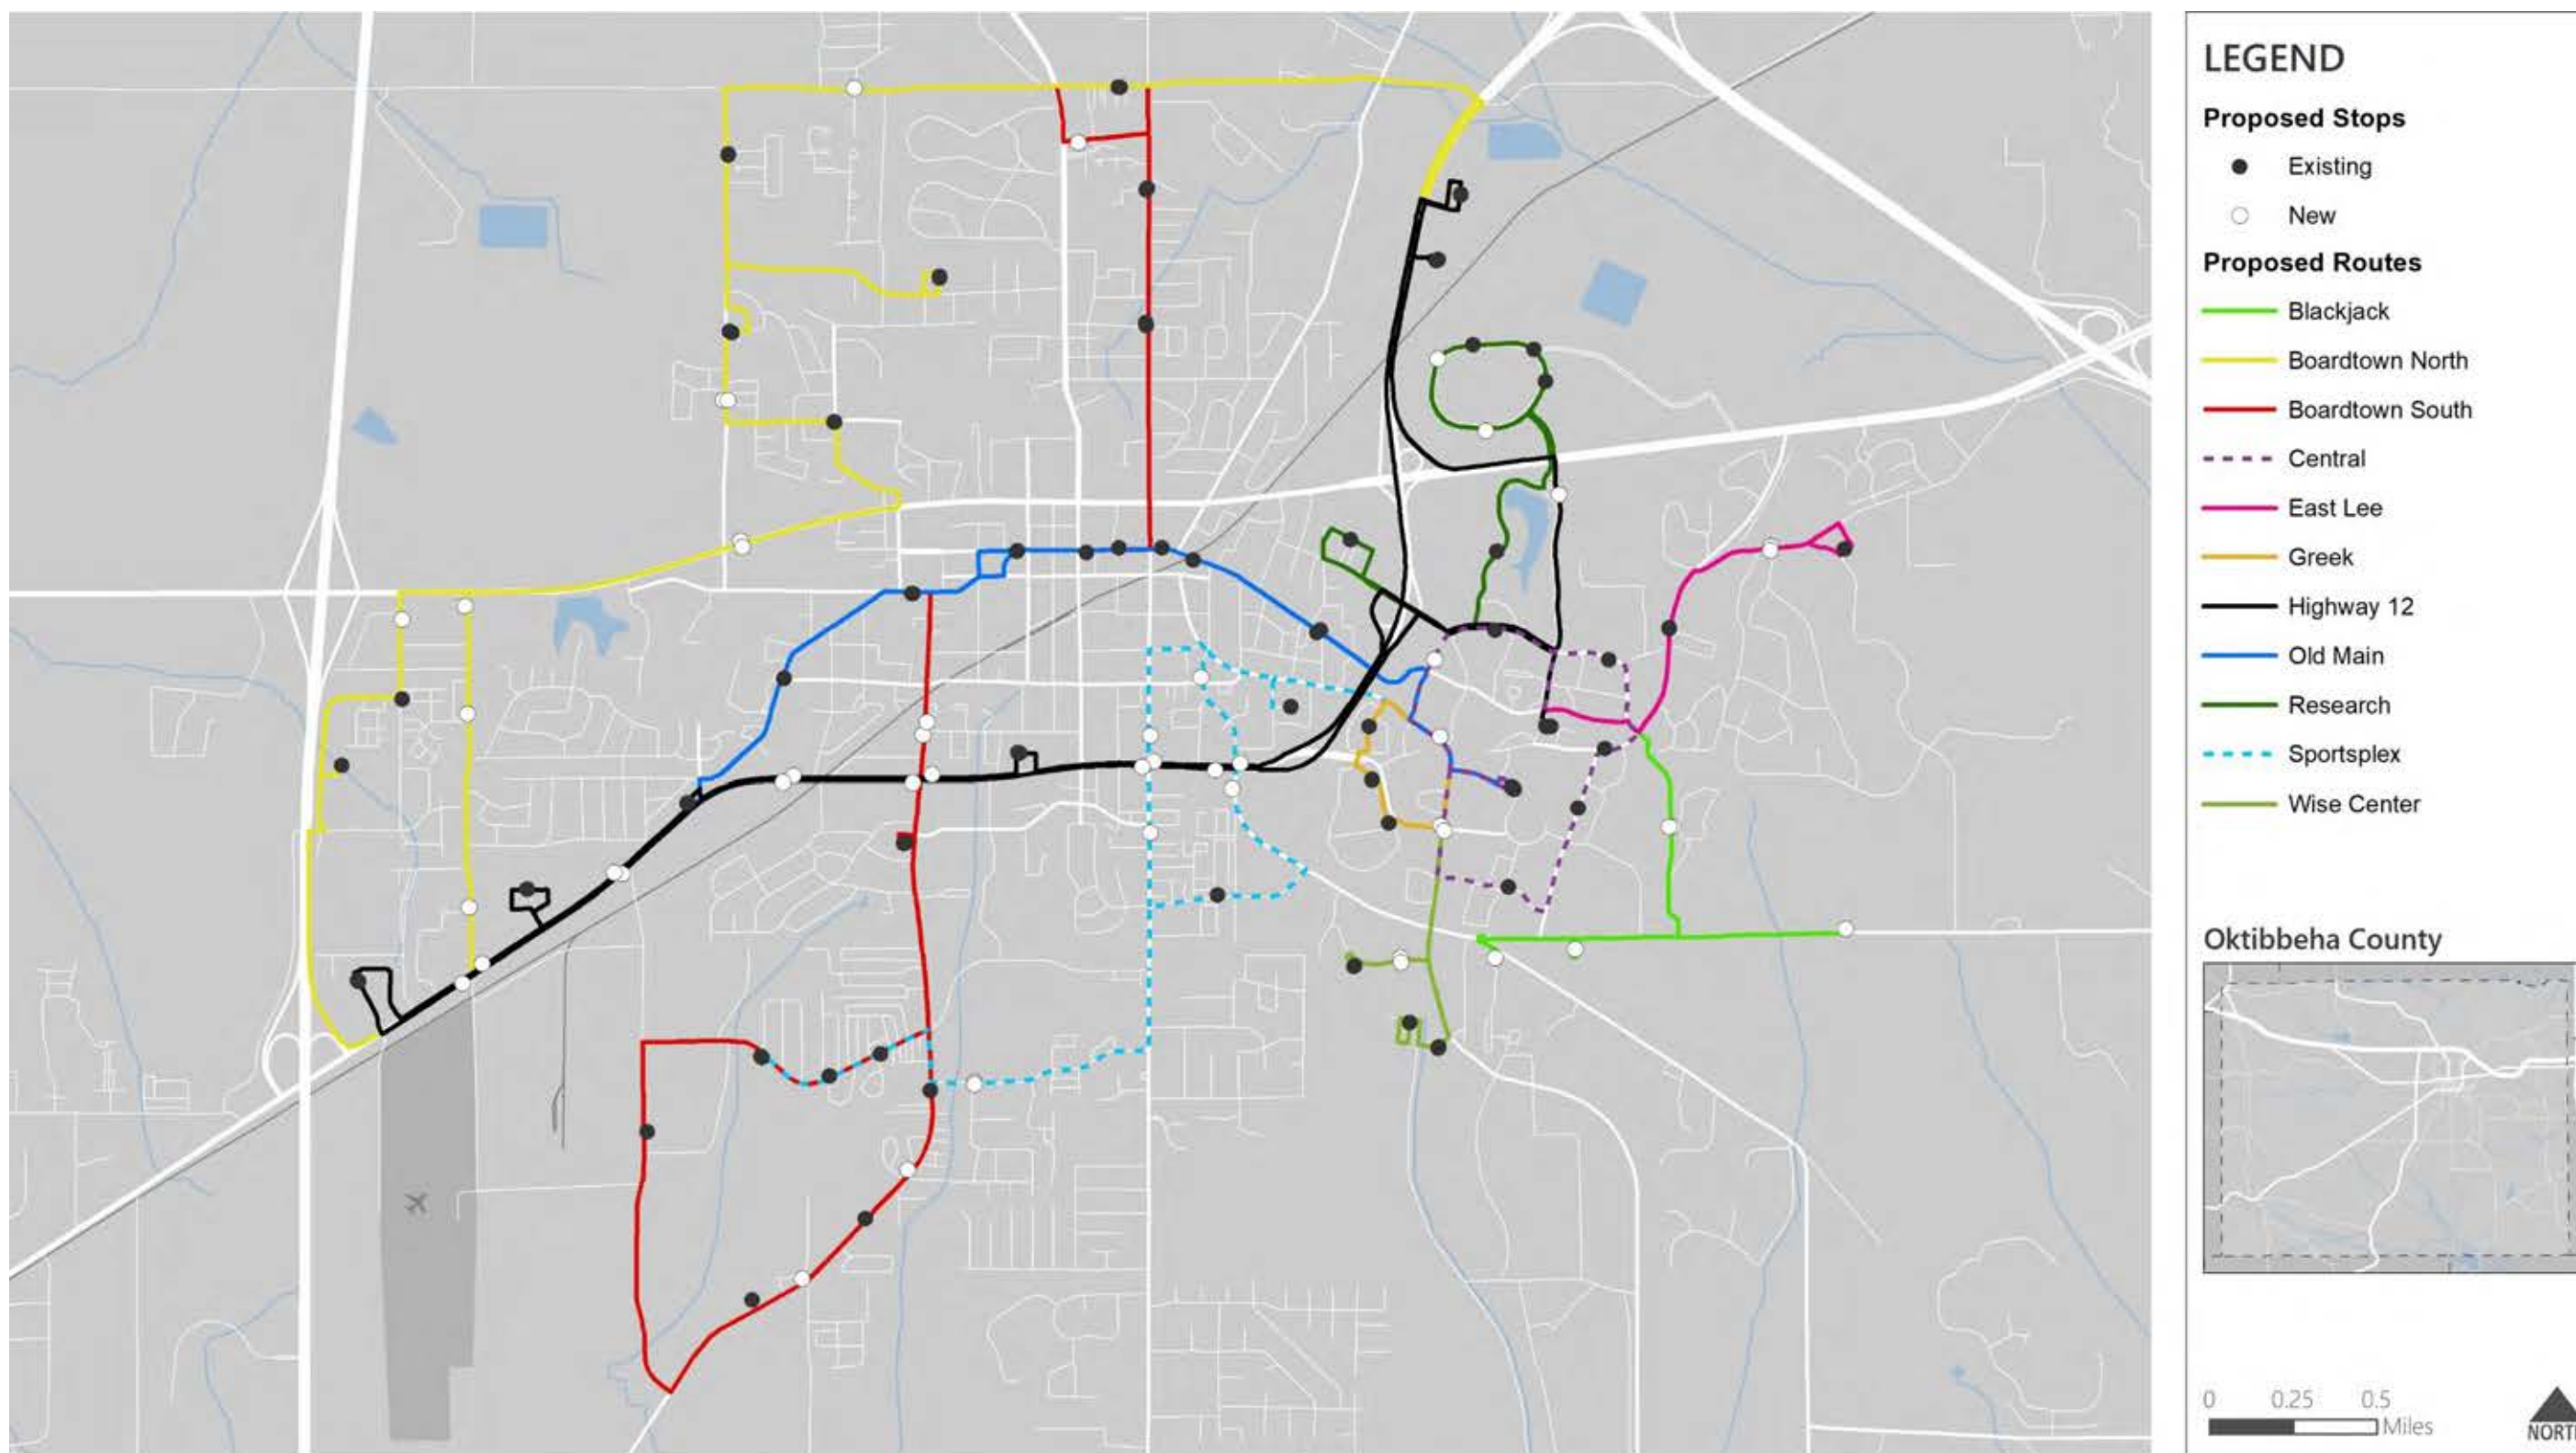 LEGEND
Proposed Stops
Existing
New
Proposed Routes
Blackjack
Boardtown North
Boardtown South
Central
East Lee
Greek
Highway 12
Old Main
Research
Sportsplex
Wise Center
Oktibbeha County
0 0.25 0.5
Miles
NORT